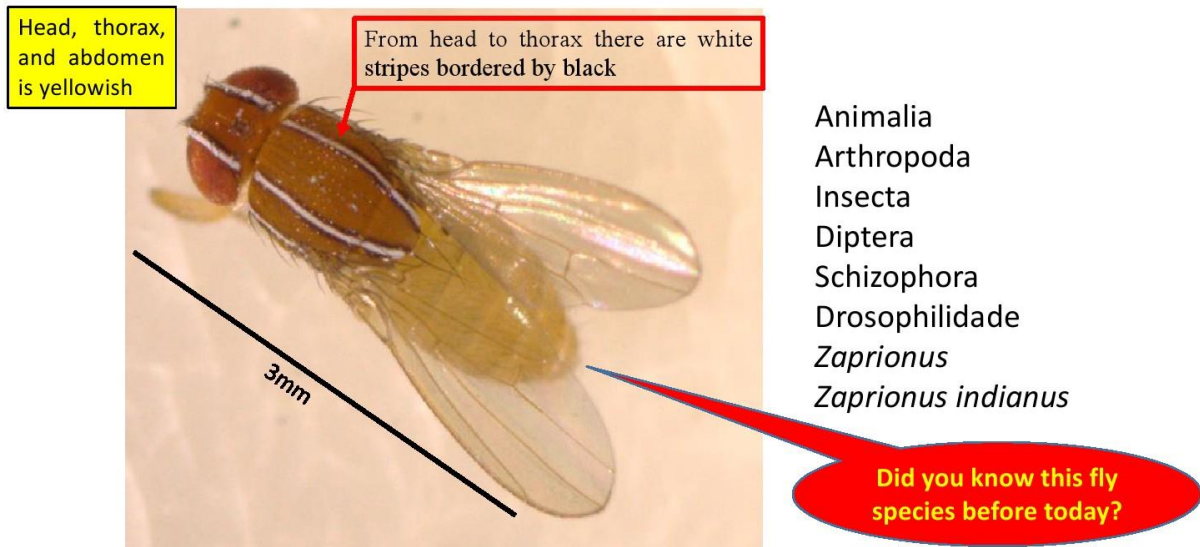 Head, thorax,
and abdomen
is yellowish
From head to thorax there are white
stripes bordered by black
Animalia
Arthropoda
Insecta
Diptera
Schizophora
Drosophilidade
Zaprionus
Zaprionus indianus
3mm
Did you know this fly
species before today?